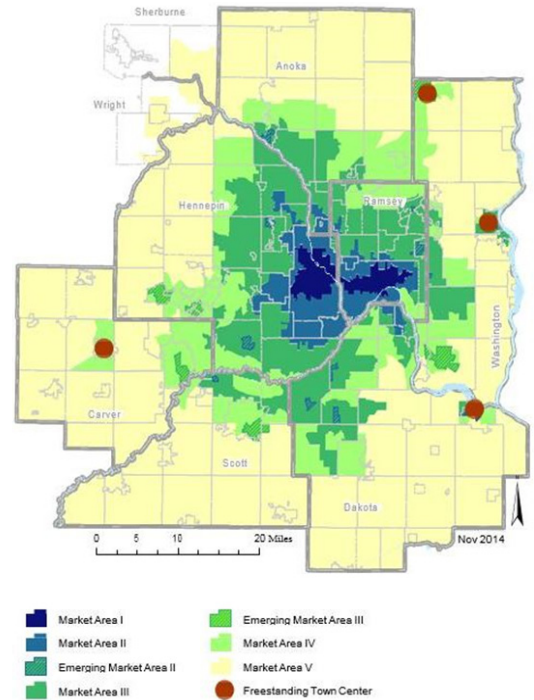 Sherburne
Anoka
Wright
Hennepin
Ramsey
Washington
Carver
Scott
Dakota
Nov 2014
0 5 10 20 Miles
Market Area I
Market Area II
Emerging Market Area II
Market Area III
Emerging Market Area III
Market Area IV
Market Area V
Freestanding Town Center